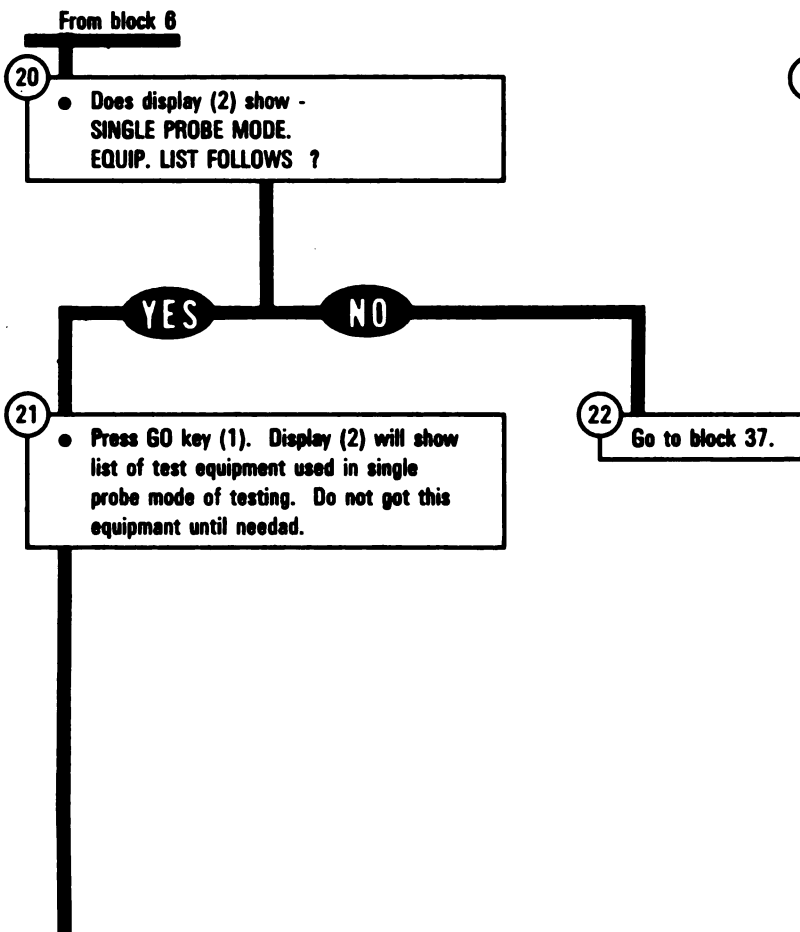 From block 6
20
● Does display (2) show -
SINGLE PROBE MODE.
EQUIP. LIST FOLLOWS ?
YES
NO
21
● Press GO key (1). Display (2) will show
list of test equipment used in single
probe mode of testing. Do not got this
equipmant until needad.
22
Go to block 37.